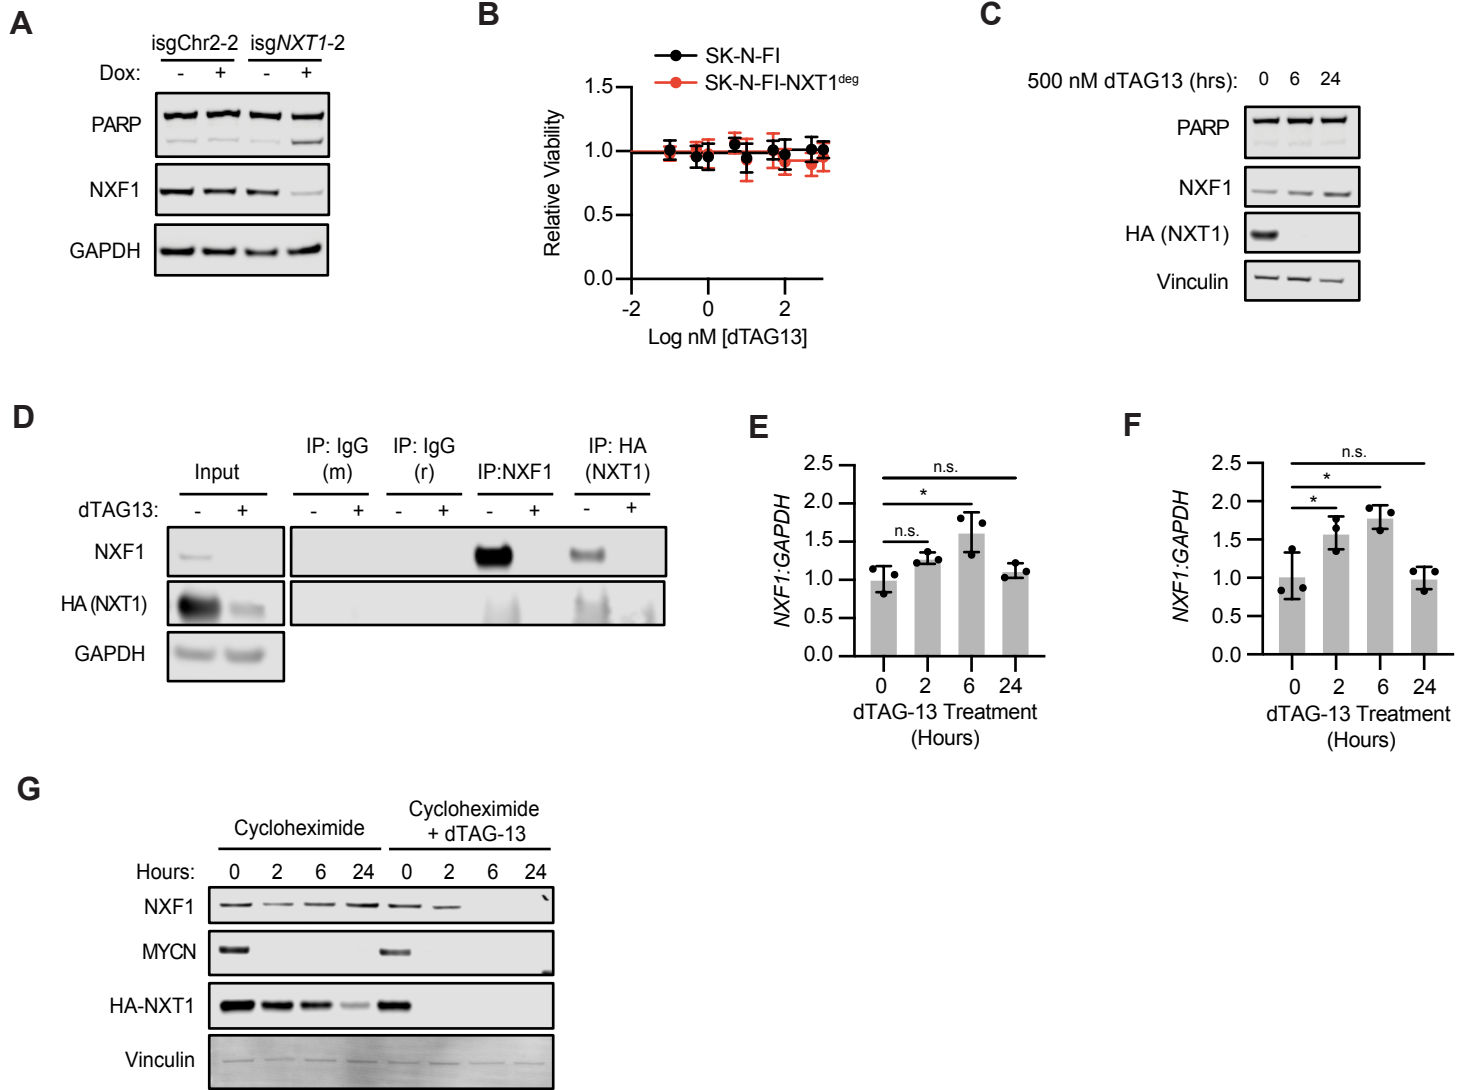 A
isgChr2-2 isgNXT1-2
Dox: - + - +
PARP
NXF1
GAPDH
B
SK-N-FI
SK-N-FI-NXT1deg
Relative Viability
1.5
1.0
0.5
0.0
-2 0 2
Log nM [dTAG13]
C
500 nM dTAG13 (hrs): 0 6 24
PARP
NXF1
HA (NXT1)
Vinculin
D
Input
IP: IgG
(m)
IP: IgG
(r)
IP:NXF1
IP: HA
(NXT1)
dTAG13: - + - + - + - + - +
NXF1
HA (NXT1)
GAPDH
E
NXF1:GAPDH
2.5
2.0
1.5
1.0
0.5
0.0
n.s.
*
n.s.
0 2 6 24
dTAG-13 Treatment
(Hours)
F
NXF1:GAPDH
2.5
2.0
1.5
1.0
0.5
0.0
n.s.
*
*
0 2 6 24
dTAG-13 Treatment
(Hours)
G
Cycloheximide
Cycloheximide
+ dTAG-13
Hours: 0 2 6 24 0 2 6 24
NXF1
MYCN
HA-NXT1
Vinculin